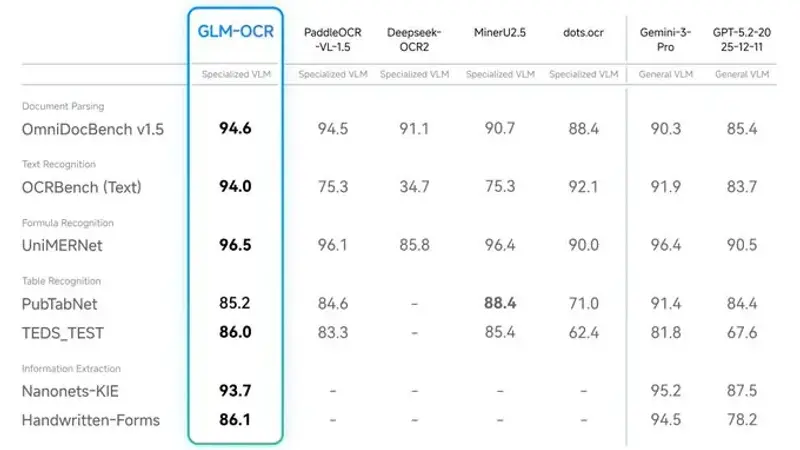 GLM-OCR PaddleOCR-VL-1.5 Deepseek-OCR2 MinerU2.5 dots.ocr Gemini-3-Pro GPT-5.2-2025-12-11
Specialized VLM Specialized VLM Specialized VLM Specialized VLM Specialized VLM General VLM General VLM
Document Parsing
OmniDocBench v1.5 94.6 94.5 91.1 90.7 88.4 90.3 85.4
Text Recognition
OCRBench (Text) 94.0 75.3 34.7 75.3 92.1 91.9 83.7
Formula Recognition
UniMERNet 96.5 96.1 85.8 96.4 90.0 96.4 90.5
Table Recognition
PubTabNet 85.2 84.6 - 88.4 71.0 91.4 84.4
TEDS_TEST 86.0 83.3 - 85.4 62.4 81.8 67.6
Information Extraction
Nanonets-KIE 93.7 - - - - 95.2 87.5
Handwritten-Forms 86.1 - - - - 94.5 78.2